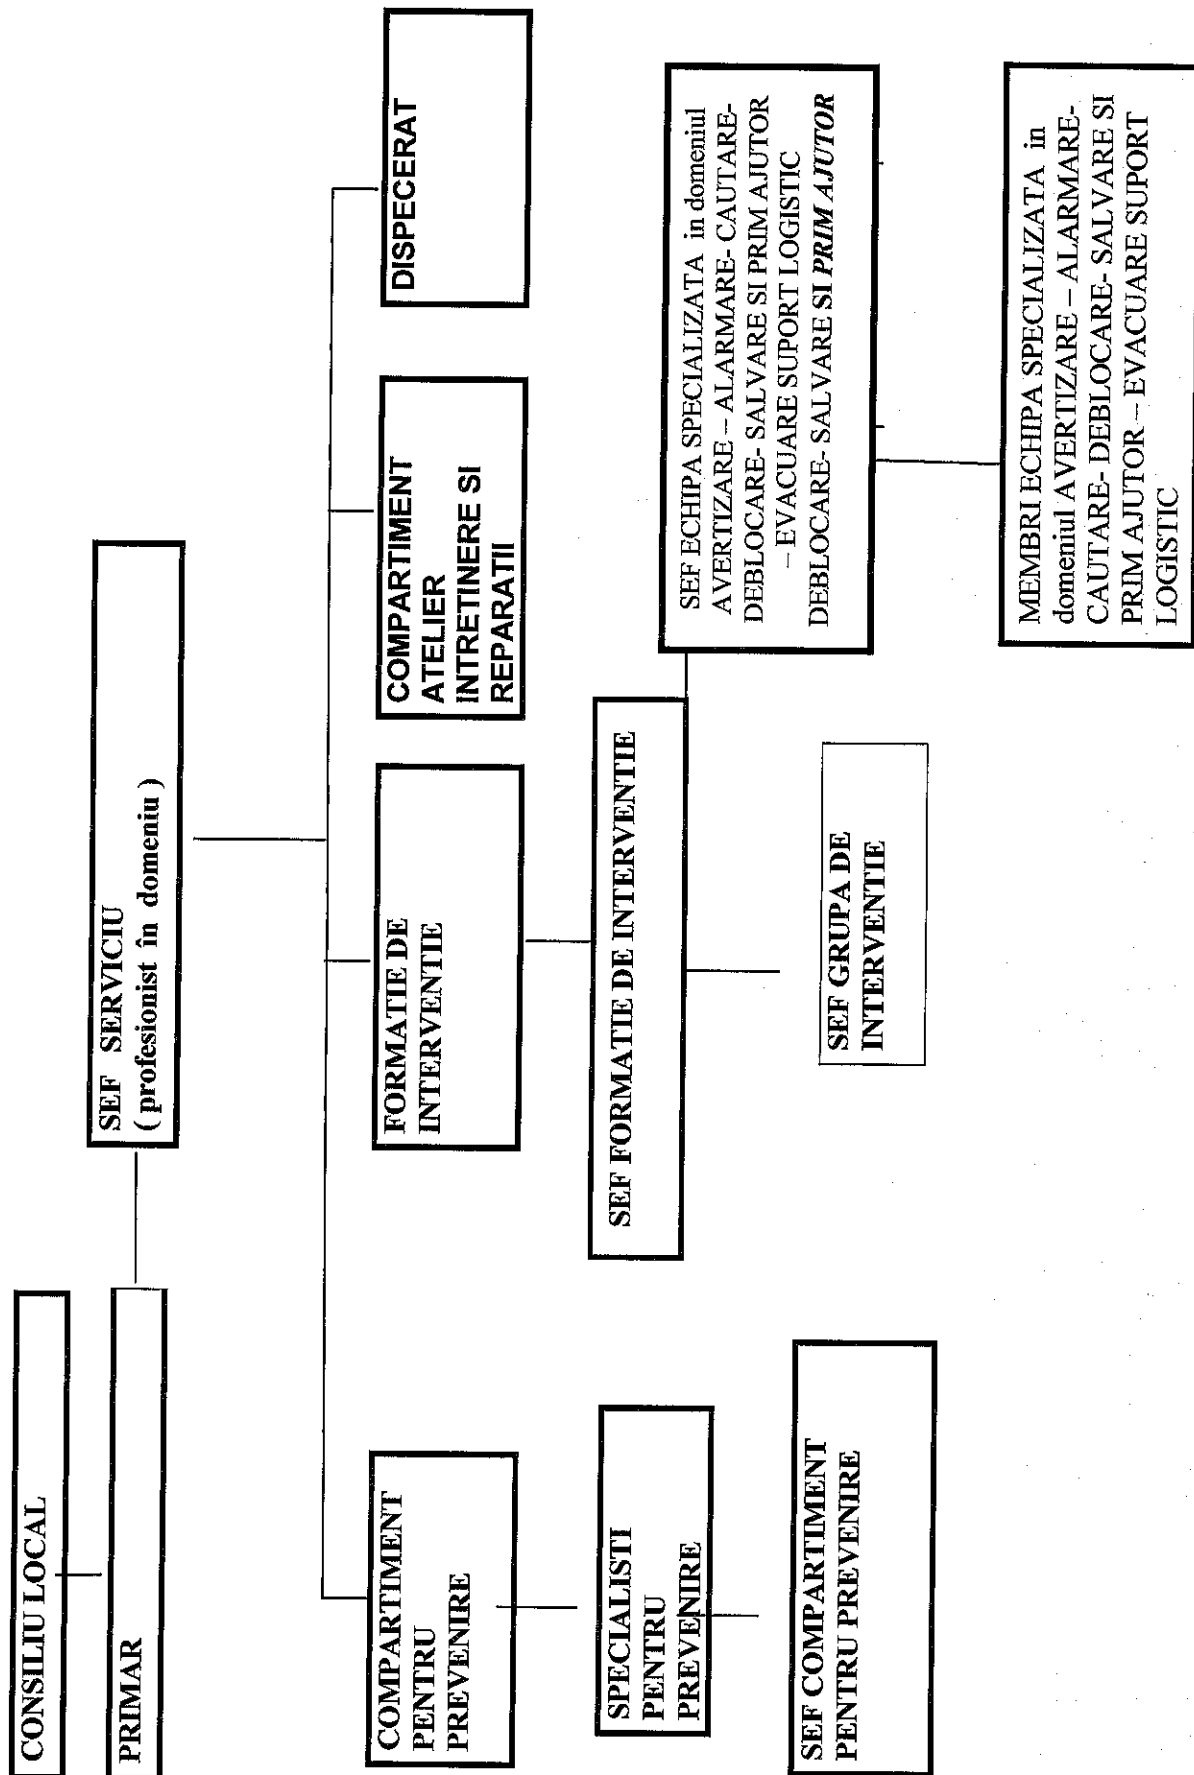 CONSILIU LOCAL
PRIMAR
SEF SERVICIU
( profesionist în domeniu )
COMPARTIMENT
PENTRU
PREVENIRE
FORMATIE DE
INTERVENTIE
COMPARTIMENT
ATELIER
INTRETINERE SI
REPARATII
DISPECERAT
SPECIALISTI
PENTRU
PREVENIRE
SEF FORMATIE DE INTERVENTIE
SEF ECHIPA SPECIALIZATA in domeniul
AVERTIZARE – ALARMARE- CAUTARE-
DEBLOCARE- SALVARE SI PRIM AJUTOR
– EVACUARE SUPORT LOGISTIC
DEBLOCARE- SALVARE SI PRIM AJUTOR
SEF COMPARTIMENT
PENTRU PREVENIRE
SEF GRUPA DE
INTERVENTIE
MEMBRI ECHIPA SPECIALIZATA in
domeniul AVERTIZARE – ALARMARE-
CAUTARE- DEBLOCARE- SALVARE SI
PRIM AJUTOR – EVACUARE SUPORT
LOGISTIC